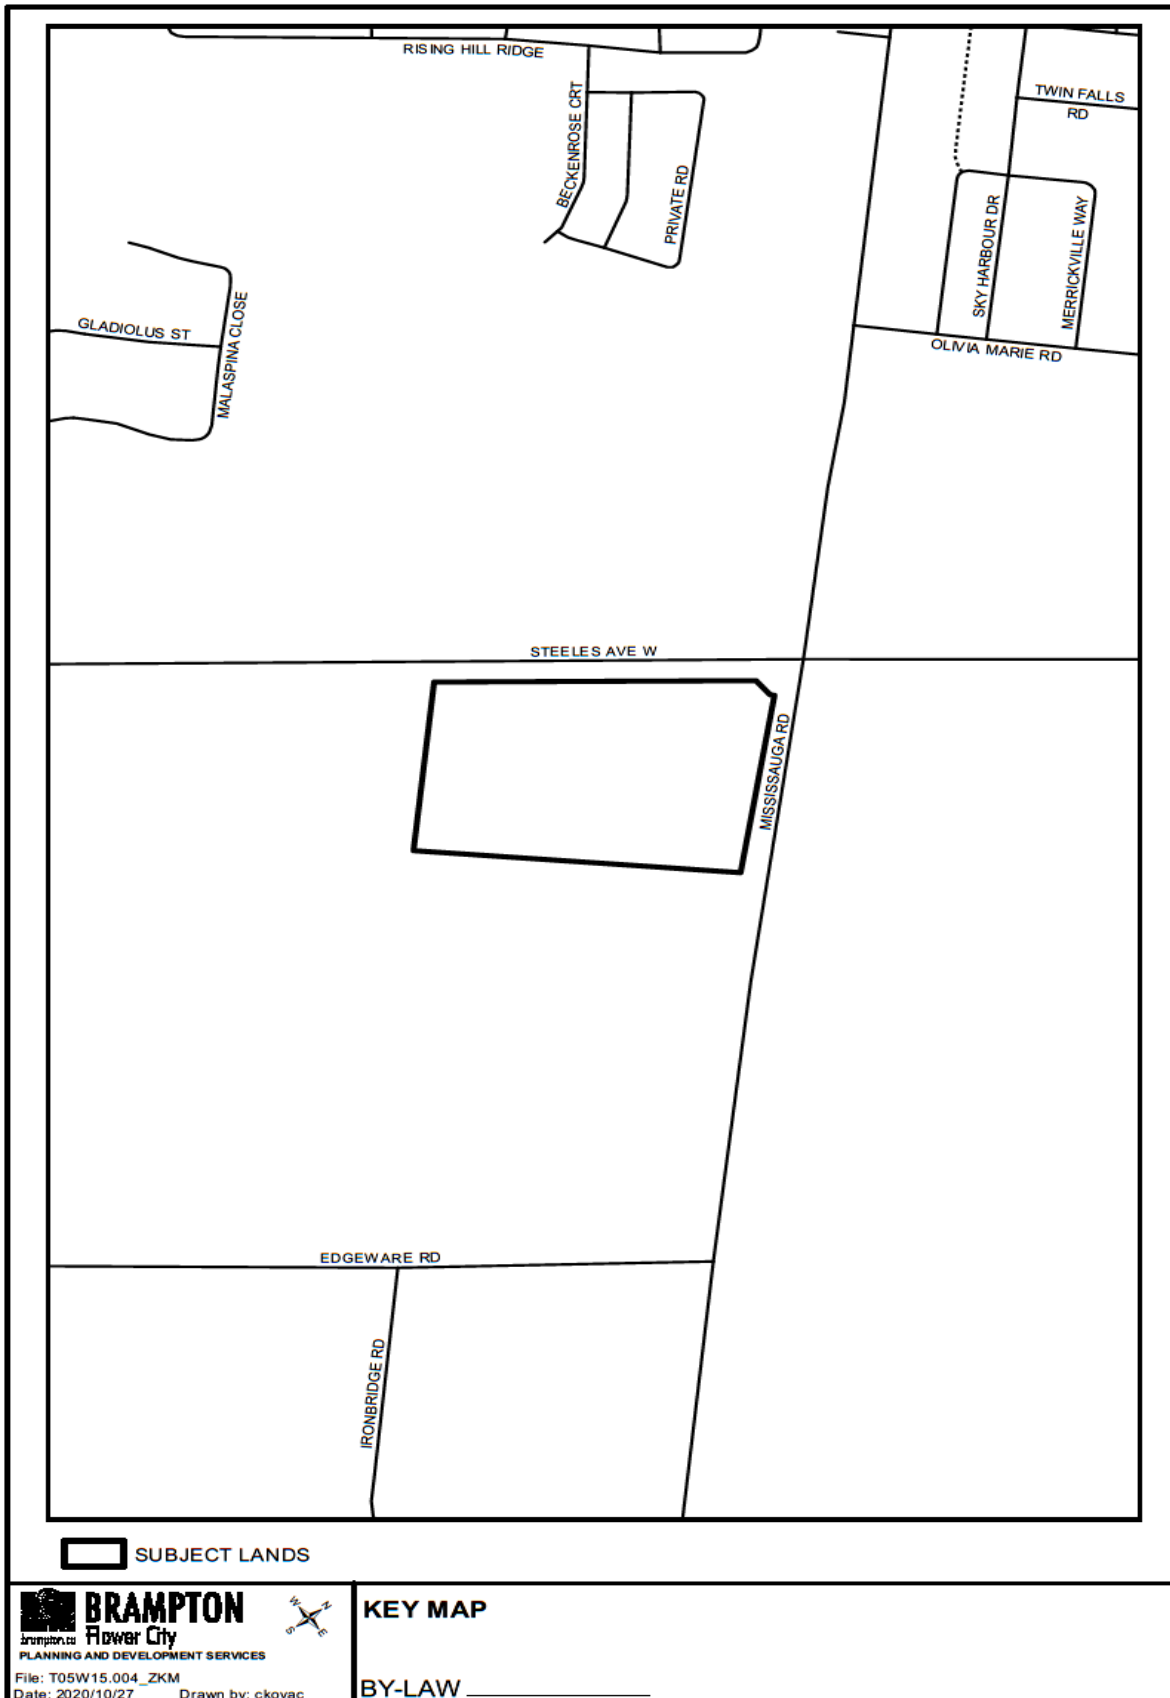 RISING HILL RIDGE
BECKENROSE CRT
PRIVATE RD
TWIN FALLS
RD
SKY HARBOUR DR
MERRICKVILLE WAY
OLIVIA MARIE RD
GLADIOLUS ST
MALASPINA CLOSE
STEELES AVE W
MISSISSAUGA RD
EDGEWARE RD
IRONBRIDGE RD
SUBJECT LANDS
BRAMPTON
brampton.ca Flower City
PLANNING AND DEVELOPMENT SERVICES
File: T05W15.004_ZKM
Date: 2020/10/27 Drawn by: ckovac
W N
S E
KEY MAP
BY-LAW